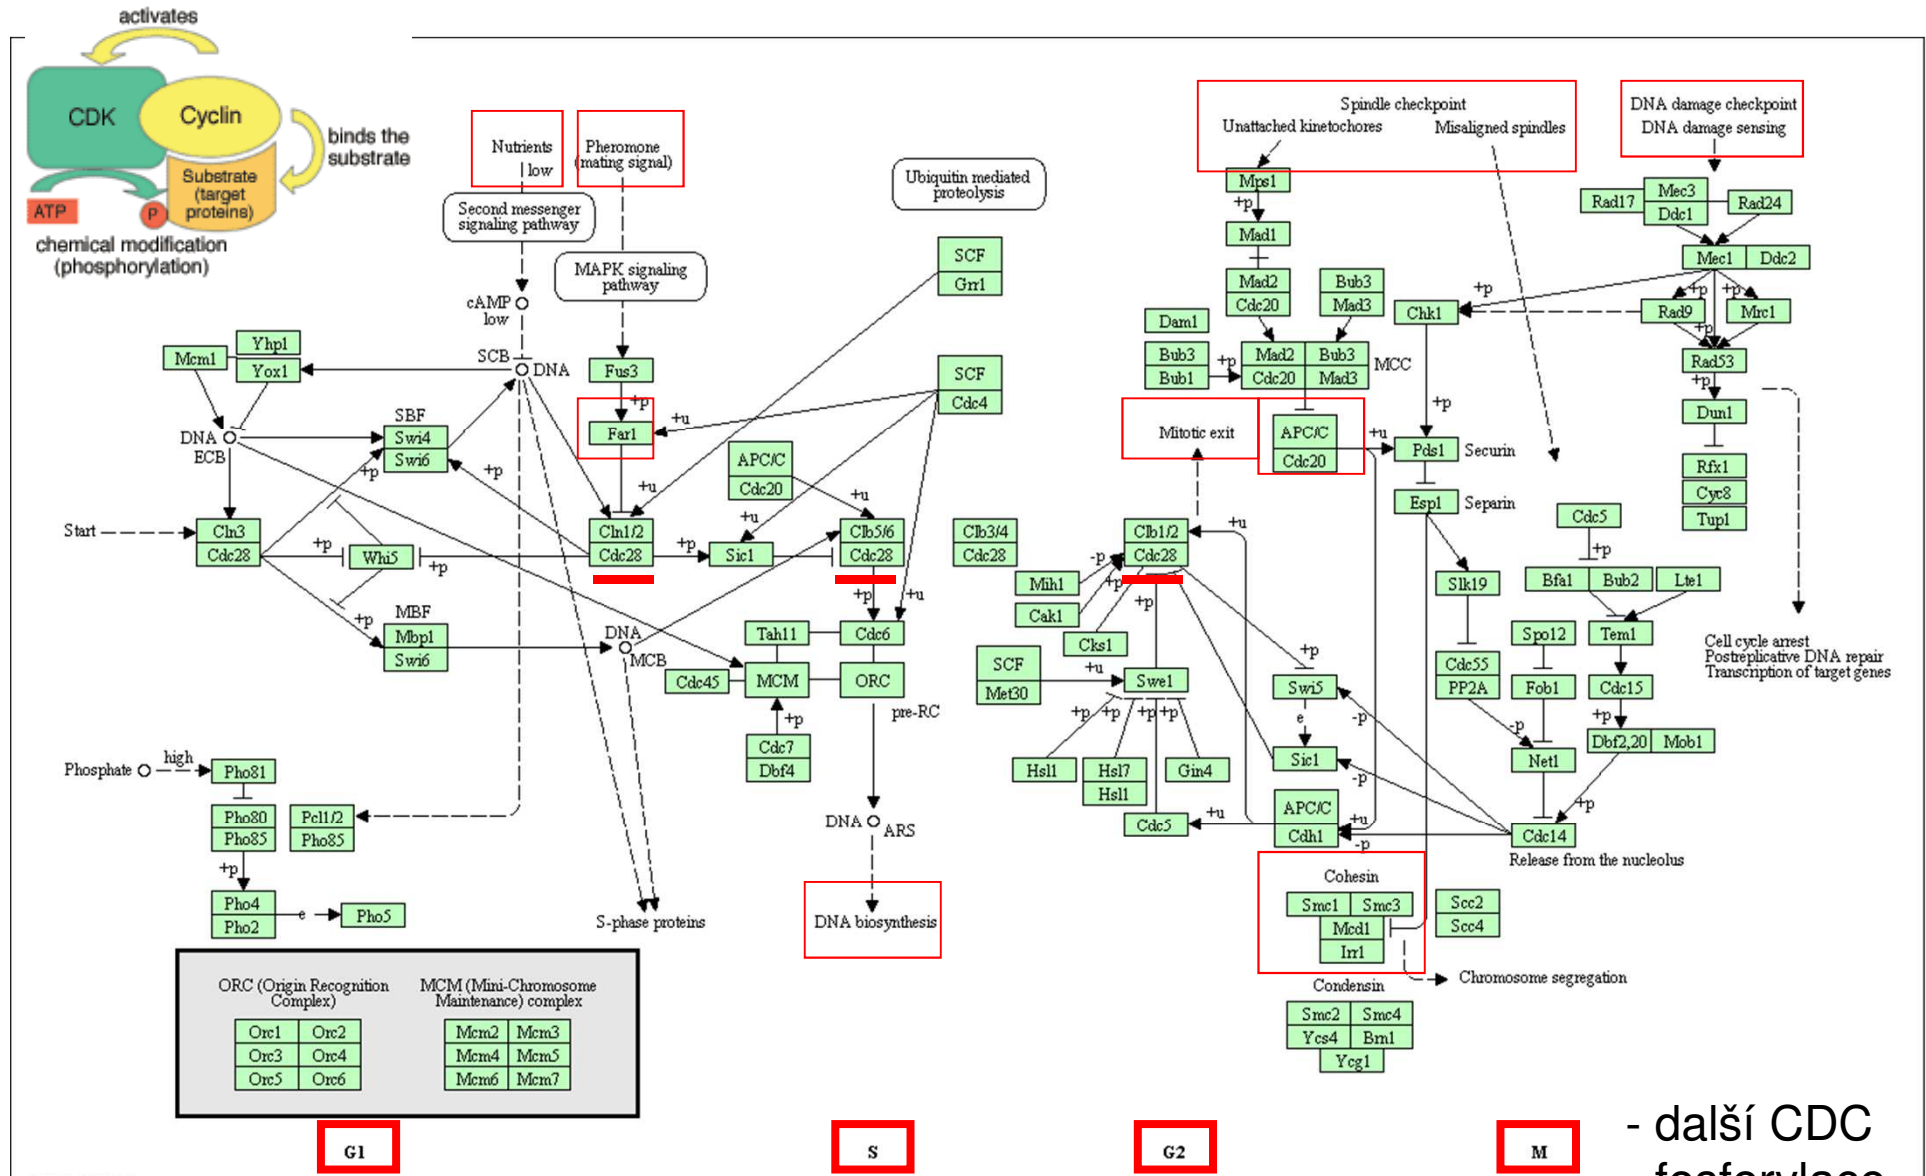 activates
CDK
Cyclin
binds the
substrate
Substrate
(target
proteins)
ATP
P
chemical modification
(phosphorylation)
Nutrients
low
Pheromone
(mating signal)
Second messenger
signaling pathway
MAPK signaling
pathway
Ubiquitin mediated
proteolysis
Spindle checkpoint
Unattached kinetochores
Misaligned spindles
DNA damage checkpoint
DNA damage sensing
Mps1
+p
Mad1
Mad2
Cdc20
Bub3
Mad3
Dam1
Bub3
Bub1
+p
Mad2
Bub3
Cdc20
Mad3
MCC
Rad17
Mec3
Ddc1
Rad24
Mec1
Ddc2
+p
+p
+p
Chk1
Rad9
Mrc1
+p
Rad53
+p
Dun1
Rfx1
Cyc8
Tup1
SCF
Grr1
SCF
Cdc4
cAMP
low
SCB
DNA
Mcm1
Yhp1
Yox1
Fus3
+p
Far1
+u
DNA
ECB
SBF
Swi4
Swi6
+p
+p
+u
APC/C
Cdc20
+u
+u
Mitotic exit
APC/C
Cdc20
+u
+p
Pds1
Securin
Esp1
Separin
Start
Cln3
Cdc28
+p
Whi5
+p
Cln1/2
Cdc28
+p
Sic1
Clb5/6
Cdc28
Clb3/4
Cdc28
Clb1/2
Cdc28
+u
-p
+p
+p
Mih1
Cak1
Cks1
Cdc5
+p
Bfa1
Bub2
Lte1
Slk19
+p
MBF
Mbp1
Swi6
DNA
MCB
+p
+u
Tah11
Cdc6
Cdc45
MCM
ORC
pre-RC
+p
Cdc7
Dbf4
SCF
Met30
+u
Swe1
+p
+p
+p
+p
Hsl1
Hsl7
Hsl1
Gin4
+p
Swi5
e
-p
Sic1
-p
Spo12
Tem1
Cdc55
PP2A
Fob1
Cdc15
-p
+p
Dbf2,20
Mob1
Net1
+p
Cdc14
Release from the nucleolus
Cell cycle arrest
Postreplicative DNA repair
Transcription of target genes
Phosphate
high
Pho81
Pho80
Pho85
Pcl1/2
Pho85
+p
Pho4
Pho2
e
Pho5
S-phase proteins
DNA
ARS
DNA biosynthesis
Cdc5
+u
APC/C
Cdh1
+u
-p
Cohesin
Smc1
Smc3
Mcd1
Irr1
Scc2
Scc4
Chromosome segregation
Condensin
Smc2
Smc4
Ycs4
Brn1
Ycg1
ORC (Origin Recognition
Complex)
MCM (Mini-Chromosome
Maintenance) complex
Orc1
Orc2
Orc3
Orc4
Orc5
Orc6
Mcm2
Mcm3
Mcm4
Mcm5
Mcm6
Mcm7
G1
S
G2
M
- další CDC
fosforylace